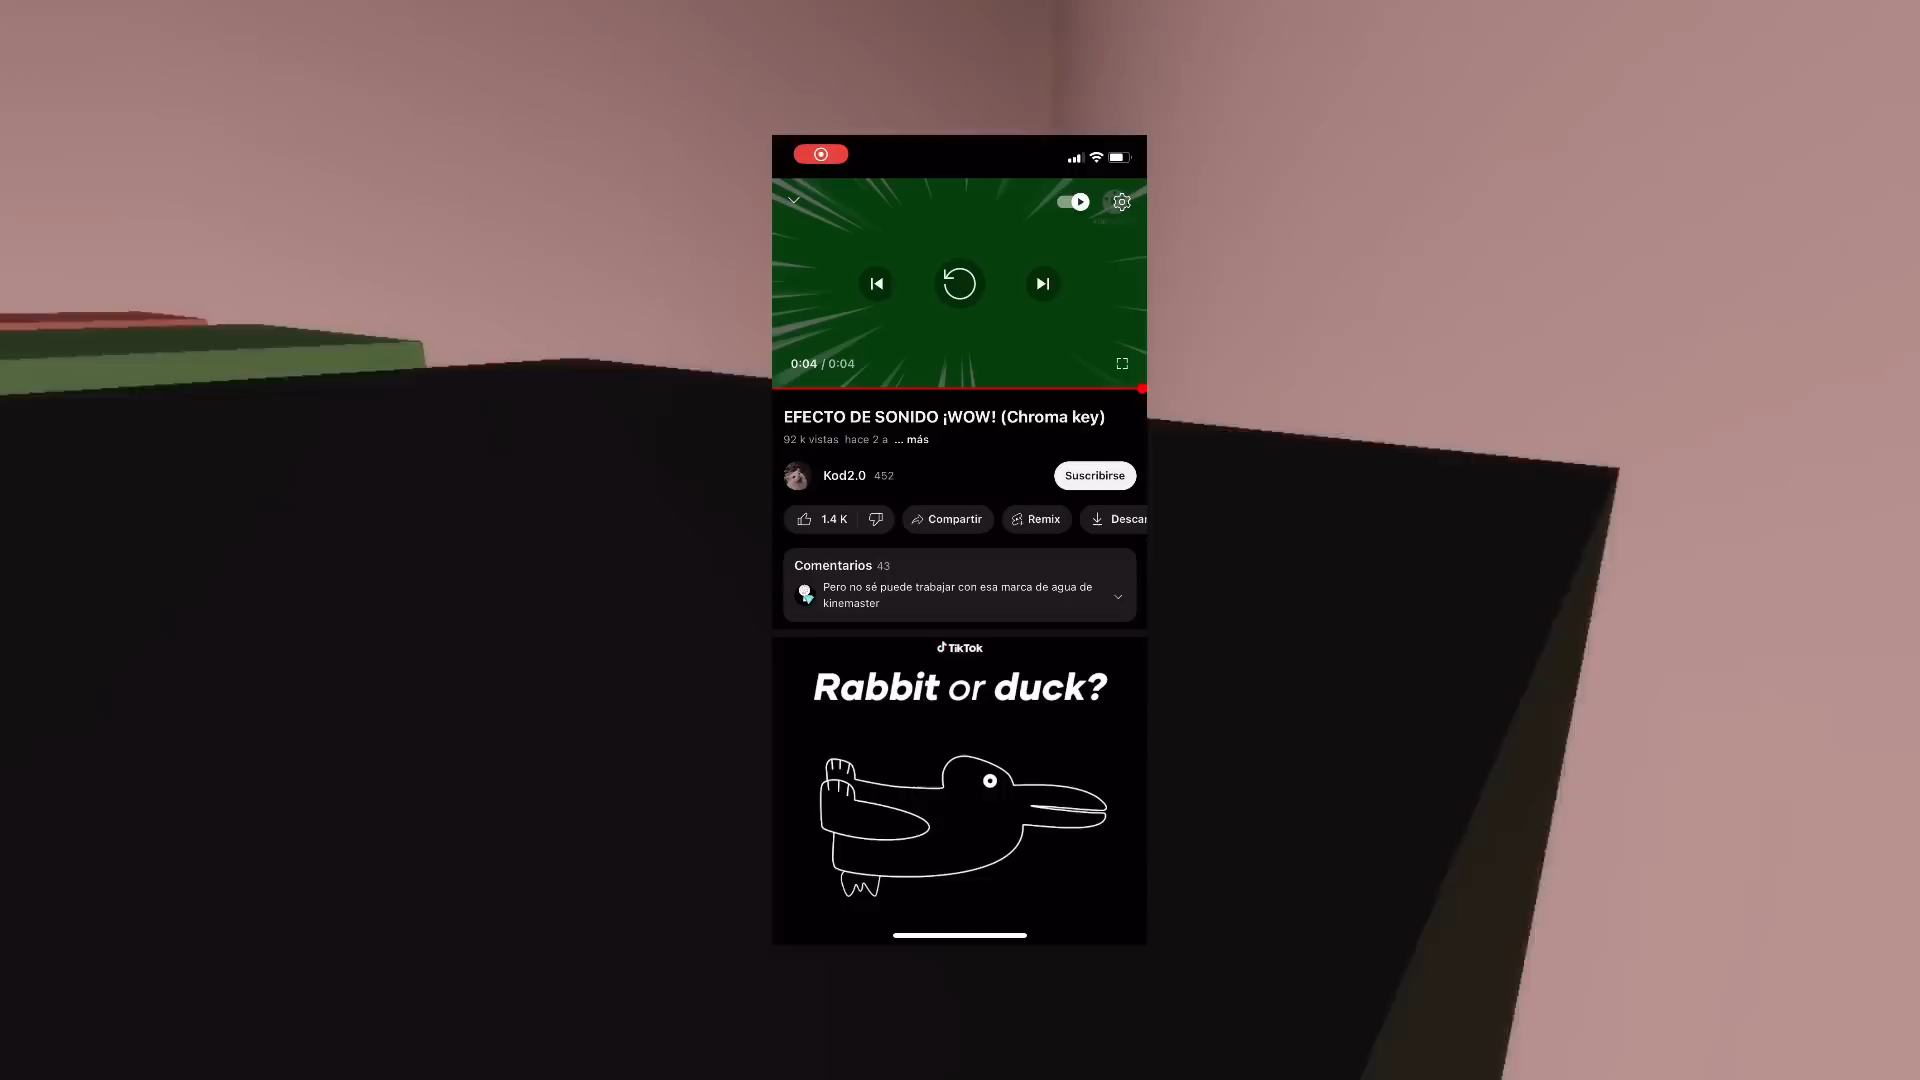 0:04 / 0:04
EFECTO DE SONIDO ¡WOW! (Chroma key)
92 k vistas hace 2 a ... más
Kod2.0 452
Suscribirse
1.4 K
Compartir
Remix
Descar
Comentarios 43
Pero no sé puede trabajar con esa marca de agua de
kinemaster
TikTok
Rabbit or duck?